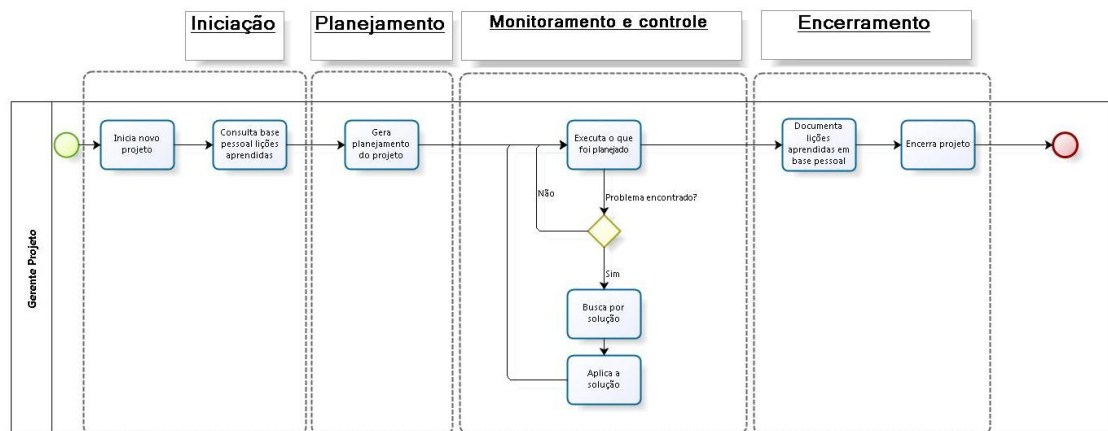 Iniciação
Planejamento
Monitoramento e controle
Encerramento
Gerente Projeto
Inicia novo
projeto
Consulta base
pessoal lições
aprendidas
Gera
planejamento
do projeto
Executa o que
foi planejado
Não
Problema encontrado?
Sim
Busca por
solução
Aplica a
solução
Documenta
lições
aprendidas em
base pessoal
Encerra projeto